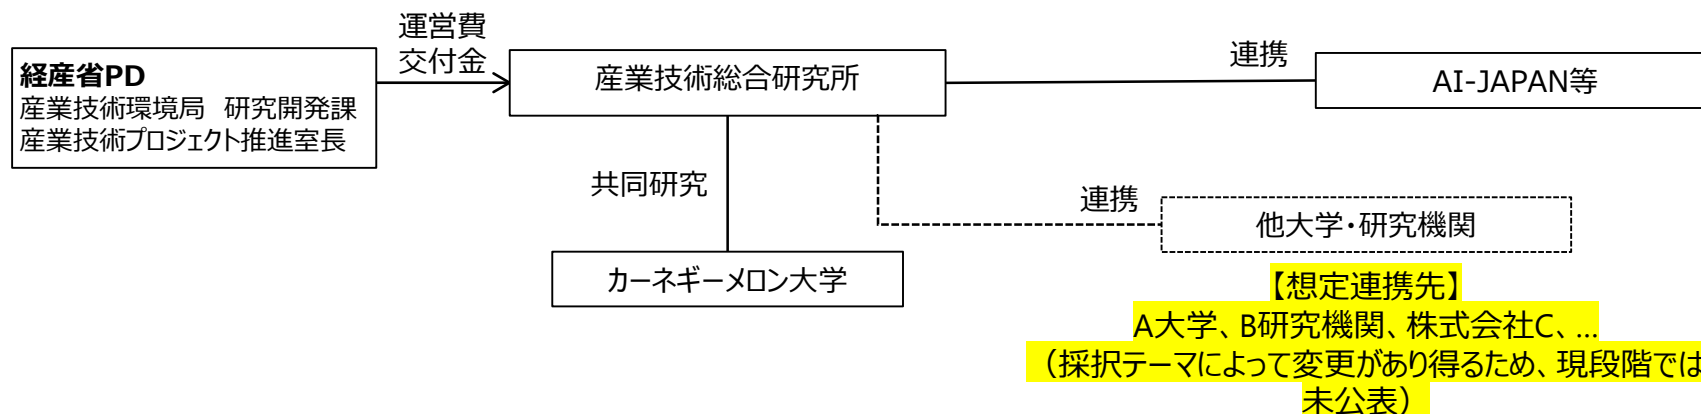 運営費
交付金
経産省PD
産業技術環境局　研究開発課
産業技術プロジェクト推進室長
産業技術総合研究所
連携
AI-JAPAN等
共同研究
連携
他大学・研究機関
カーネギーメロン大学
【想定連携先】
A大学、B研究機関、株式会社C、…
（採択テーマによって変更があり得るため、現段階では
未公表）